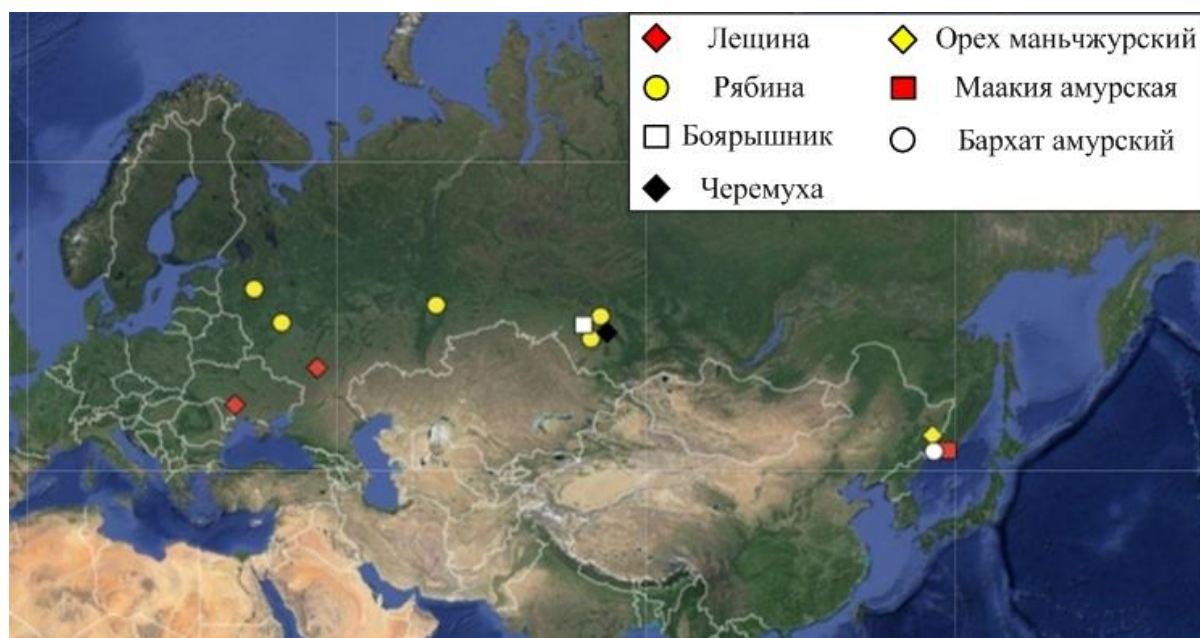 Лещина
Рябина
Боярышник
Черемуха
Орех маньчжурский
Маакия амурская
Бархат амурский